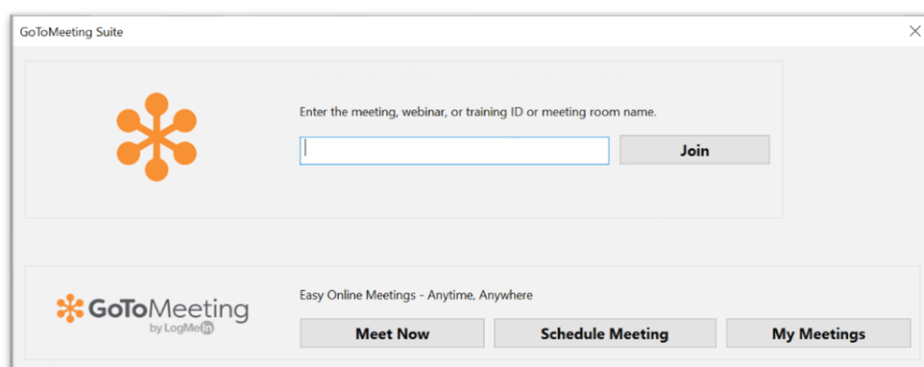 GoToMeeting Suite
Enter the meeting, webinar, or training ID or meeting room name.
Join
GoToMeeting
by LogMeIn
Easy Online Meetings - Anytime, Anywhere
Meet Now Schedule Meeting My Meetings